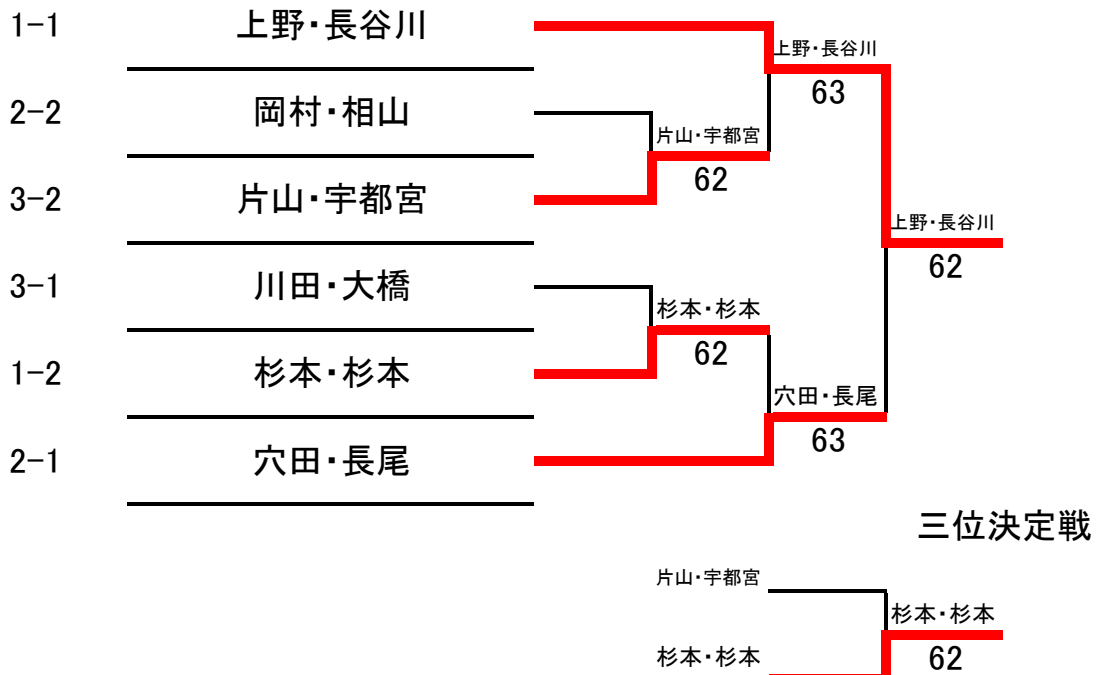 1-1 上野・長谷川
上野・長谷川
63
2-2 岡村・相山
片山・宇都宮
62
3-2 片山・宇都宮
上野・長谷川
62
3-1 川田・大橋
杉本・杉本
62
1-2 杉本・杉本
穴田・長尾
63
2-1 穴田・長尾
三位決定戦
片山・宇都宮
杉本・杉本
62
杉本・杉本